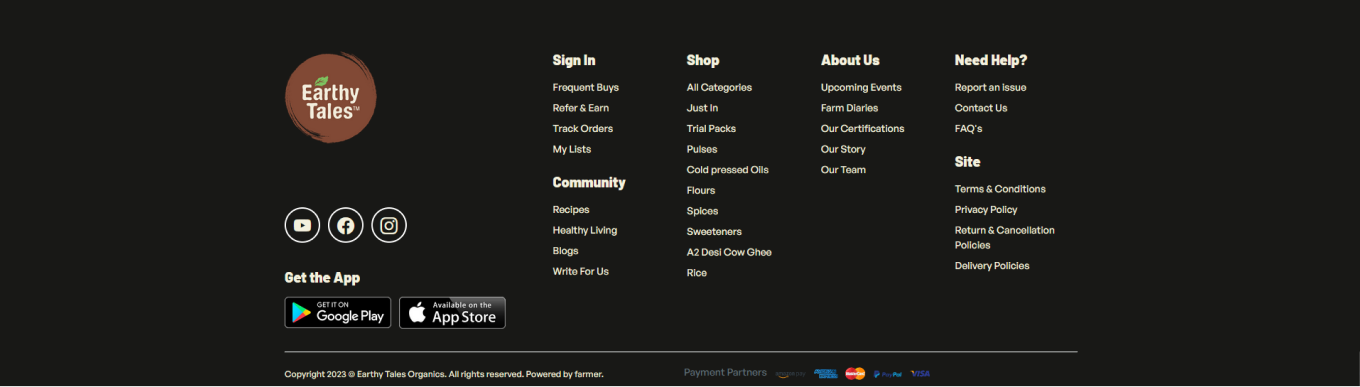 Earthy
Tales™
Get the App
GET IT ON
Google Play
Available on the
App Store
Sign In
Frequent Buys
Refer & Earn
Track Orders
My Lists
Community
Recipes
Healthy Living
Blogs
Write For Us
Shop
All Categories
Just In
Trial Packs
Pulses
Cold pressed Oils
Flours
Spices
Sweeteners
A2 Desi Cow Ghee
Rice
About Us
Upcoming Events
Farm Diaries
Our Certifications
Our Story
Our Team
Need Help?
Report an issue
Contact Us
FAQ's
Site
Terms & Conditions
Privacy Policy
Return & Cancellation
Policies
Delivery Policies
Copyright 2023 © Earthy Tales Organics. All rights reserved. Powered by farmer.
Payment Partners
PayPal
VISA